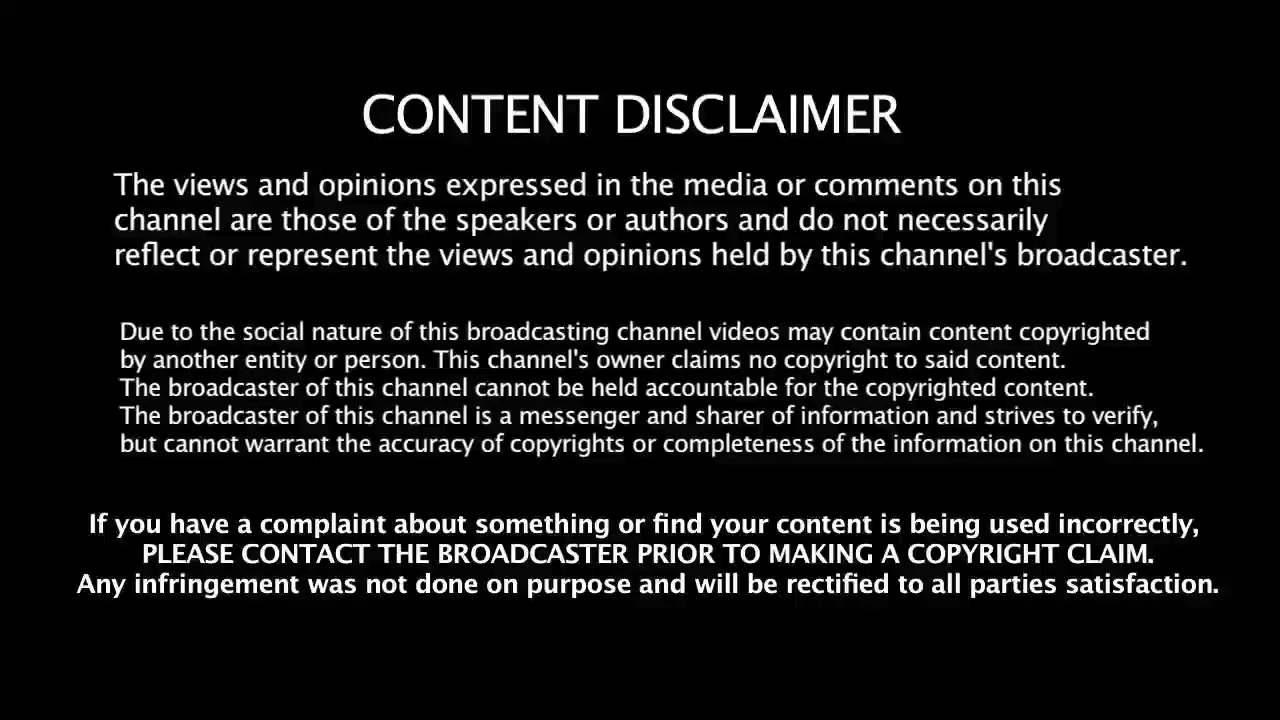 CONTENT DISCLAIMER
The views and opinions expressed in the media or comments on this
channel are those of the speakers or authors and do not necessarily
reflect or represent the views and opinions held by this channel's broadcaster.
Due to the social nature of this broadcasting channel videos may contain content copyrighted
by another entity or person. This channel's owner claims no copyright to said content.
The broadcaster of this channel cannot be held accountable for the copyrighted content.
The broadcaster of this channel is a messenger and sharer of information and strives to verify,
but cannot warrant the accuracy of copyrights or completeness of the information on this channel.
If you have a complaint about something or find your content is being used incorrectly,
PLEASE CONTACT THE BROADCASTER PRIOR TO MAKING A COPYRIGHT CLAIM.
Any infringement was not done on purpose and will be rectified to all parties satisfaction.